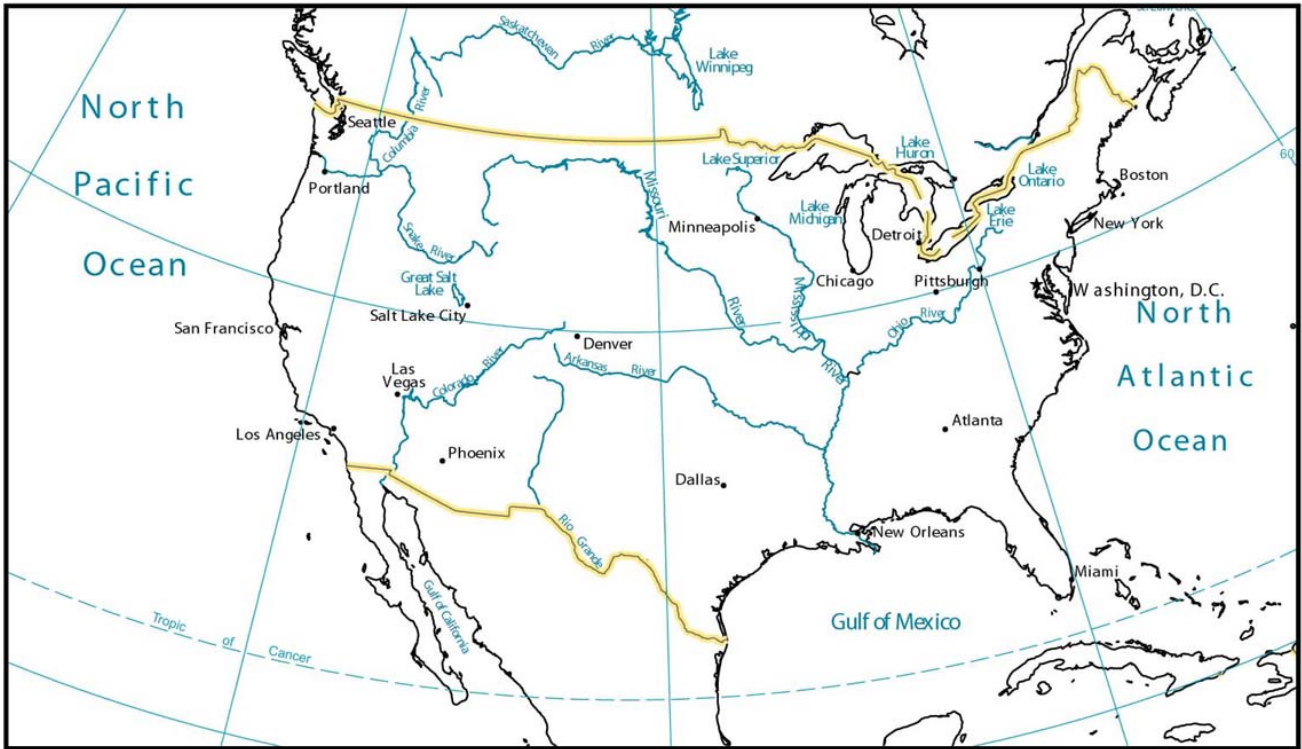 Saskatchewan
River
Lake
Winnipeg
North
Pacific
Ocean
Seattle
Columbia
River
Portland
Snake River
Great Salt
Lake
Salt Lake City
San Francisco
Las
Vegas
Colorado River
Los Angeles
Phoenix
Denver
Arkansas River
Dallas
Rio
Grande
Missouri
River
Minneapolis
Mississippi
River
Lake Superior
Lake
Michigan
Lake
Huron
Lake
Ontario
Lake
Erie
Detroit
Chicago
Pittsburgh
Ohio River
Boston
New York
W ashington, D.C.
60
North
Atlantic
Ocean
Atlanta
New Orleans
Miami
Gulf of Mexico
Gulf of California
Tropic of Cancer